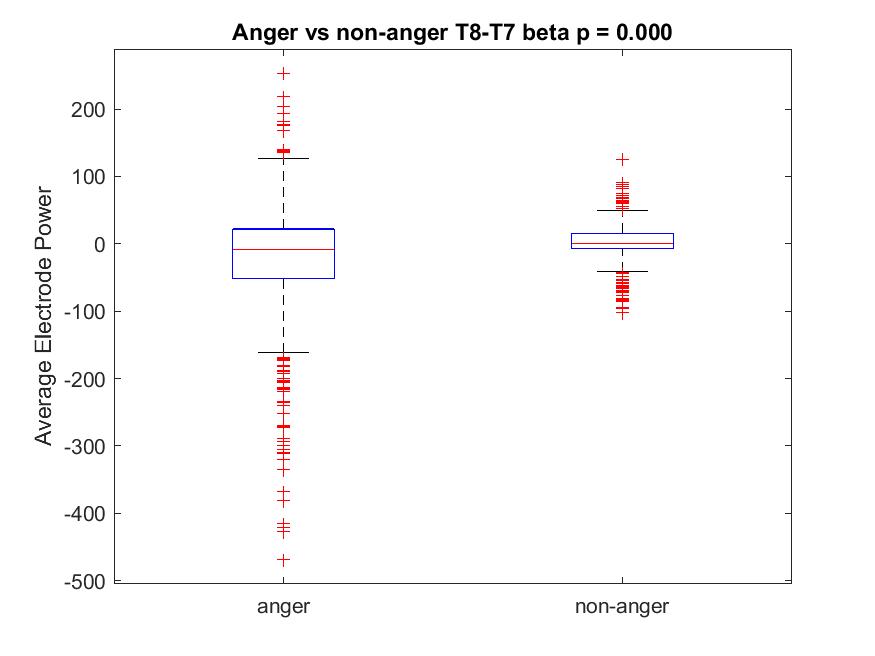 Anger vs non-anger T8-T7 beta p = 0.000
Average Electrode Power
200
100
0
-100
-200
-300
-400
-500
anger
non-anger